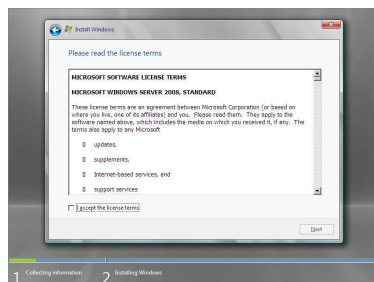 Install Windows
Please read the license terms
MICROSOFT SOFTWARE LICENSE TERMS
MICROSOFT WINDOWS SERVER 2008, STANDARD
These license terms are an agreement between Microsoft Corporation (or based on
where you live, one of its affiliates) and you. Please read them. They apply to the
software named above, which includes the media on which you received it, if any. The
terms also apply to any Microsoft
updates,
supplements,
Internet-based services, and
support services
I accept the license terms
Next
1 Collecting information
2 Installing Windows